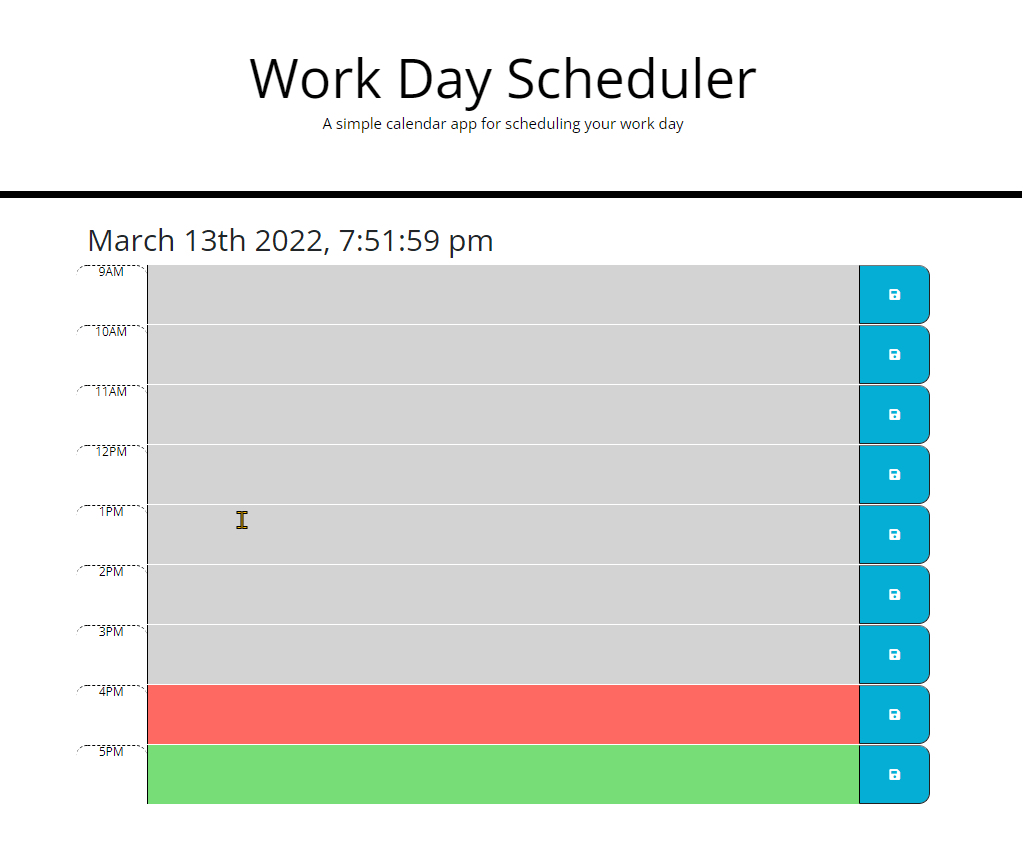 Work Day Scheduler
A simple calendar app for scheduling your work day
March 13th 2022, 7:51:59 pm
9AM
10AM
11AM
12PM
1PM
2PM
3PM
4PM
5PM